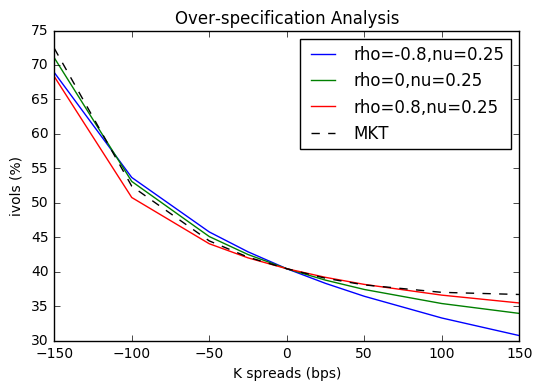 Over-specification Analysis
75
70
65
60
55
50
45
40
35
30
ivols (%)
rho=-0.8,nu=0.25
rho=0,nu=0.25
rho=0.8,nu=0.25
MKT
−150 −100 −50 0 50 100 150
K spreads (bps)